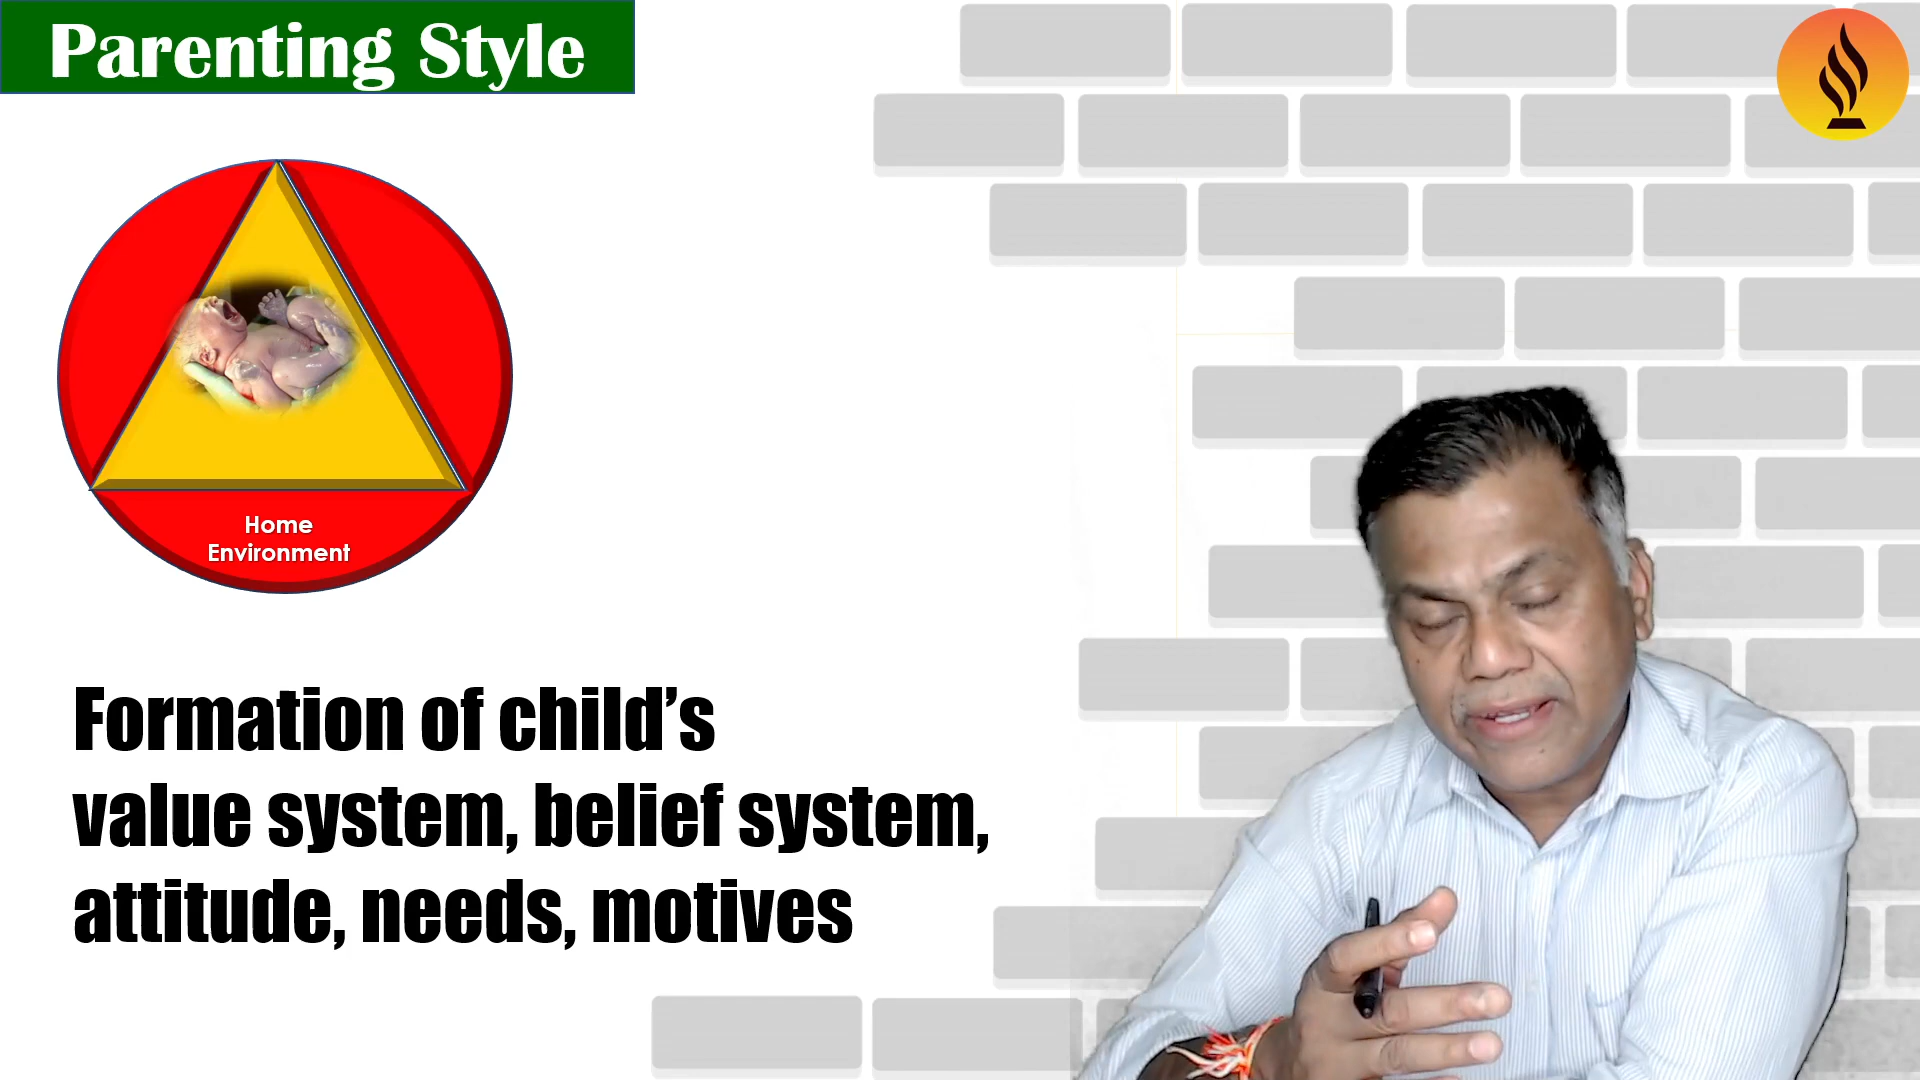 Parenting Style
Home
Environment
Formation of child’s
value system, belief system,
attitude, needs, motives